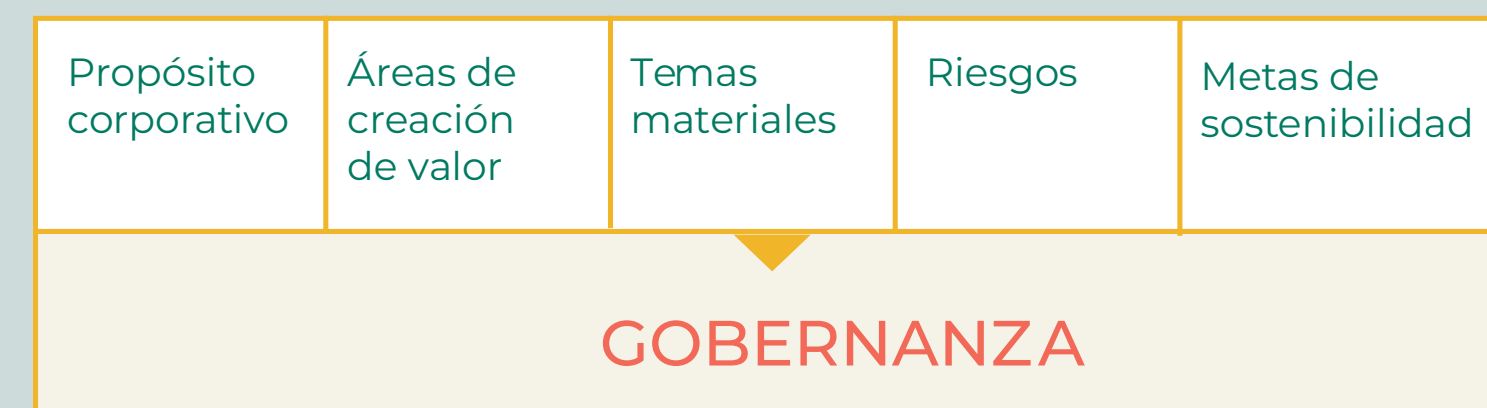 Propósito
corporativo
Áreas de
creación
de valor
Temas
materiales
Riesgos
Metas de
sostenibilidad
GOBERNANZA